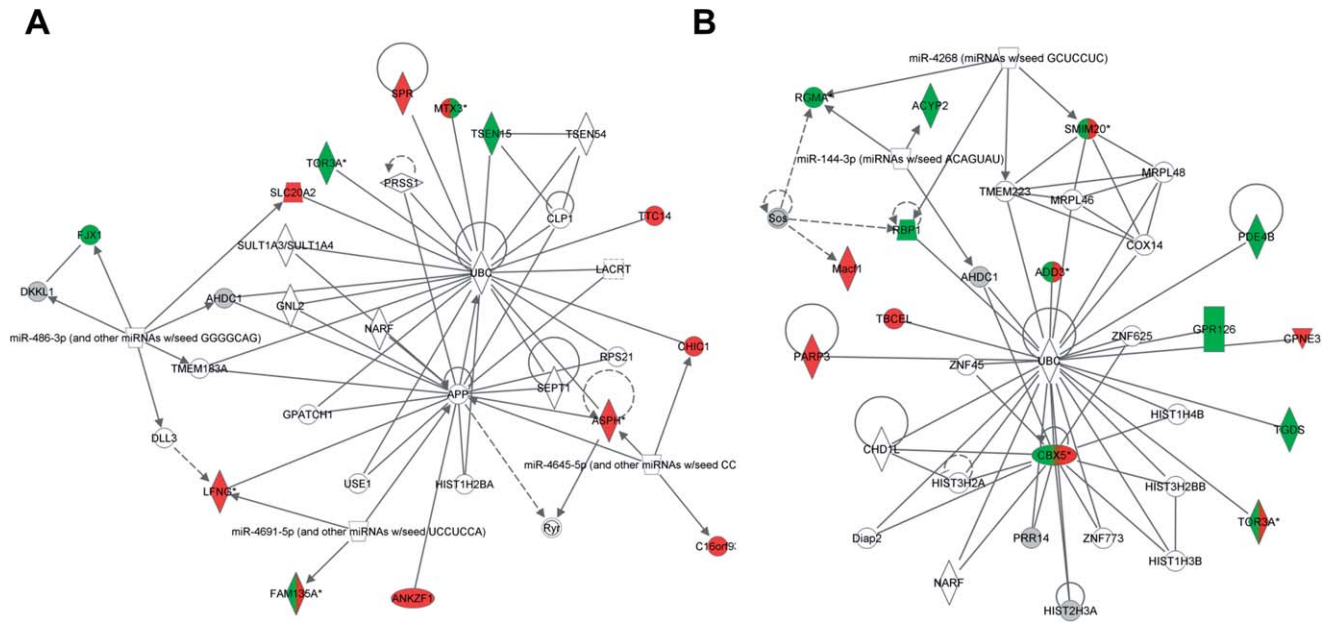 A
SPR
MTX3*
TSEN15
TSEN54
TOR3A*
PRSS1
SLC20A2
CLP1
TTC14
FJX1
SULT1A3/SULT1A4
UBC
LACRT
DKKL1
AHDC1
GNL2
NARF
miR-486-3p (and other miRNAs w/seed GGGGCAG)
RPS21
CHIC1
TMEM183A
SEPT1
APP
GPATCH1
ASPH*
DLL3
miR-4645-5p (and other miRNAs w/seed CC
LFNG*
USE1
HIST1H2BA
Ryr
miR-4691-5p (and other miRNAs w/seed UCCUCCA)
C16orf93
FAM135A*
ANKZF1
B
miR-4268 (miRNAs w/seed GCUCCUC)
RGMA*
ACYP2
SMIM20*
miR-144-3p (miRNAs w/seed ACAGUAU)
MRPL48
TMEM223
MRPL46
Sos
RBP1
COX14
PDE4B
Macf1
AHDC1
ADD3*
TBCEL
GPR126
ZNF625
CPNE3
PARP3
ZNF45
UBC
HIST1H4B
TGDS
CHD1L
CBX5*
HIST3H2A
HIST3H2BB
TOR3A*
Diap2
PRR14
ZNF773
HIST1H3B
NARF
HIST2H3A